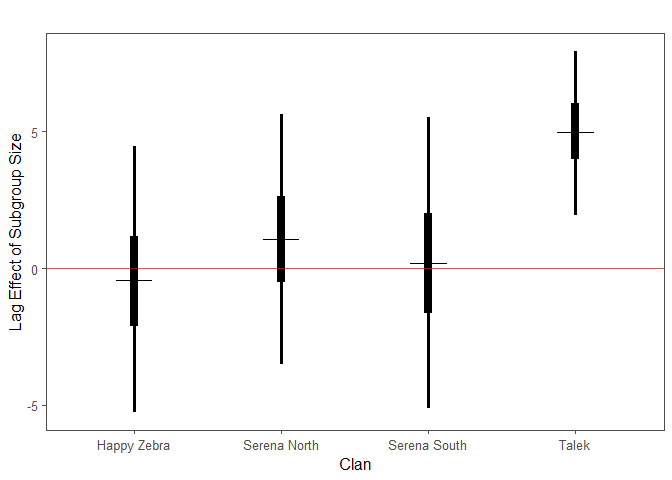 Lag Effect of Subgroup Size
5
0
-5
Happy Zebra Serena North Serena South Talek
Clan